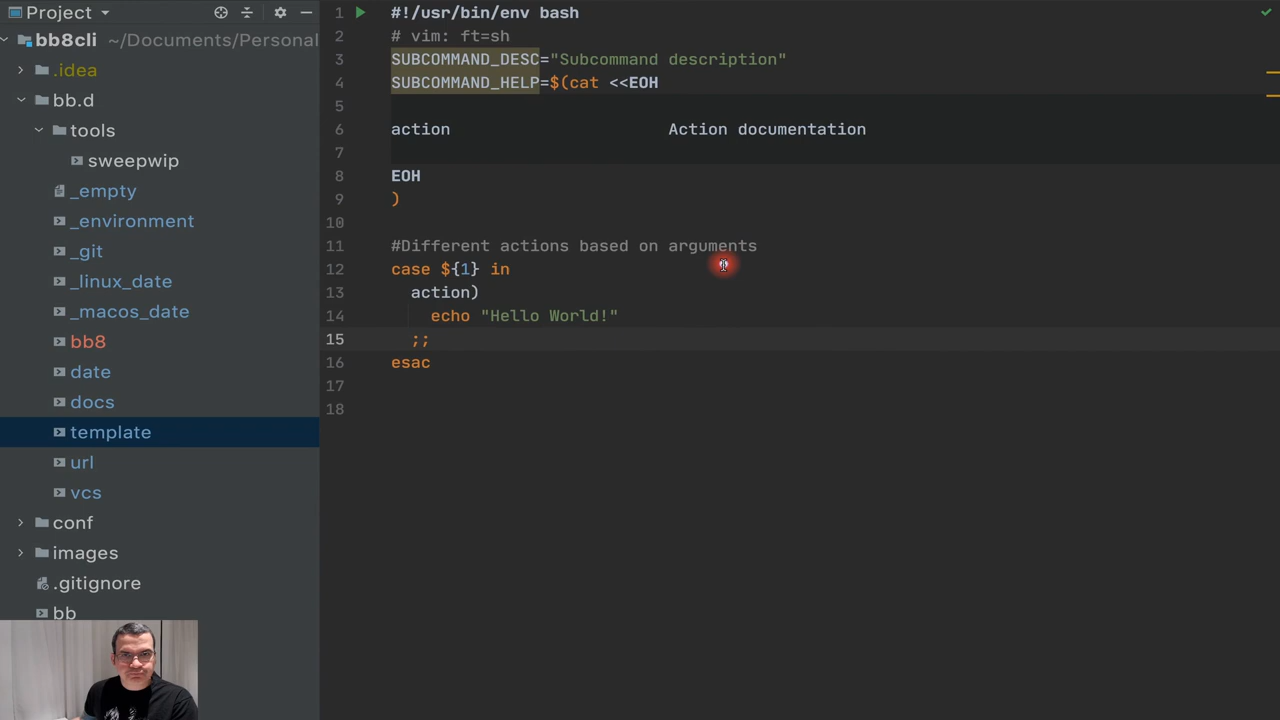 Project
bb8cli ~/Documents/Personal
.idea
bb.d
tools
sweepwip
_empty
_environment
_git
_linux_date
_macos_date
bb8
date
docs
template
url
vcs
conf
images
.gitignore
bb
1 #!/usr/bin/env bash
2 # vim: ft=sh
3 SUBCOMMAND_DESC="Subcommand description"
4 SUBCOMMAND_HELP=$(cat <<EOH
5
6 action Action documentation
7
8 EOH
9 )
10
11 #Different actions based on arguments
12 case ${1} in
13 action)
14 echo "Hello World!"
15 ;;
16 esac
17
18